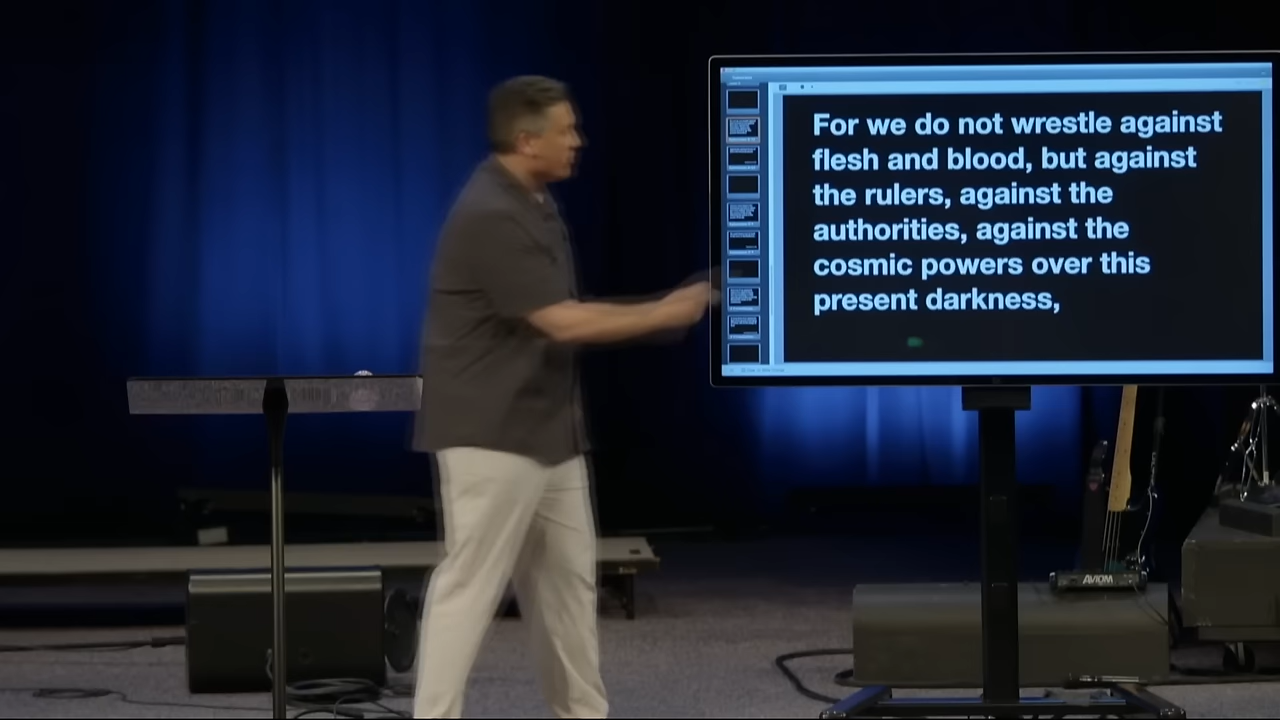 For we do not wrestle against
flesh and blood, but against
the rulers, against the
authorities, against the
cosmic powers over this
present darkness,
AVIOM